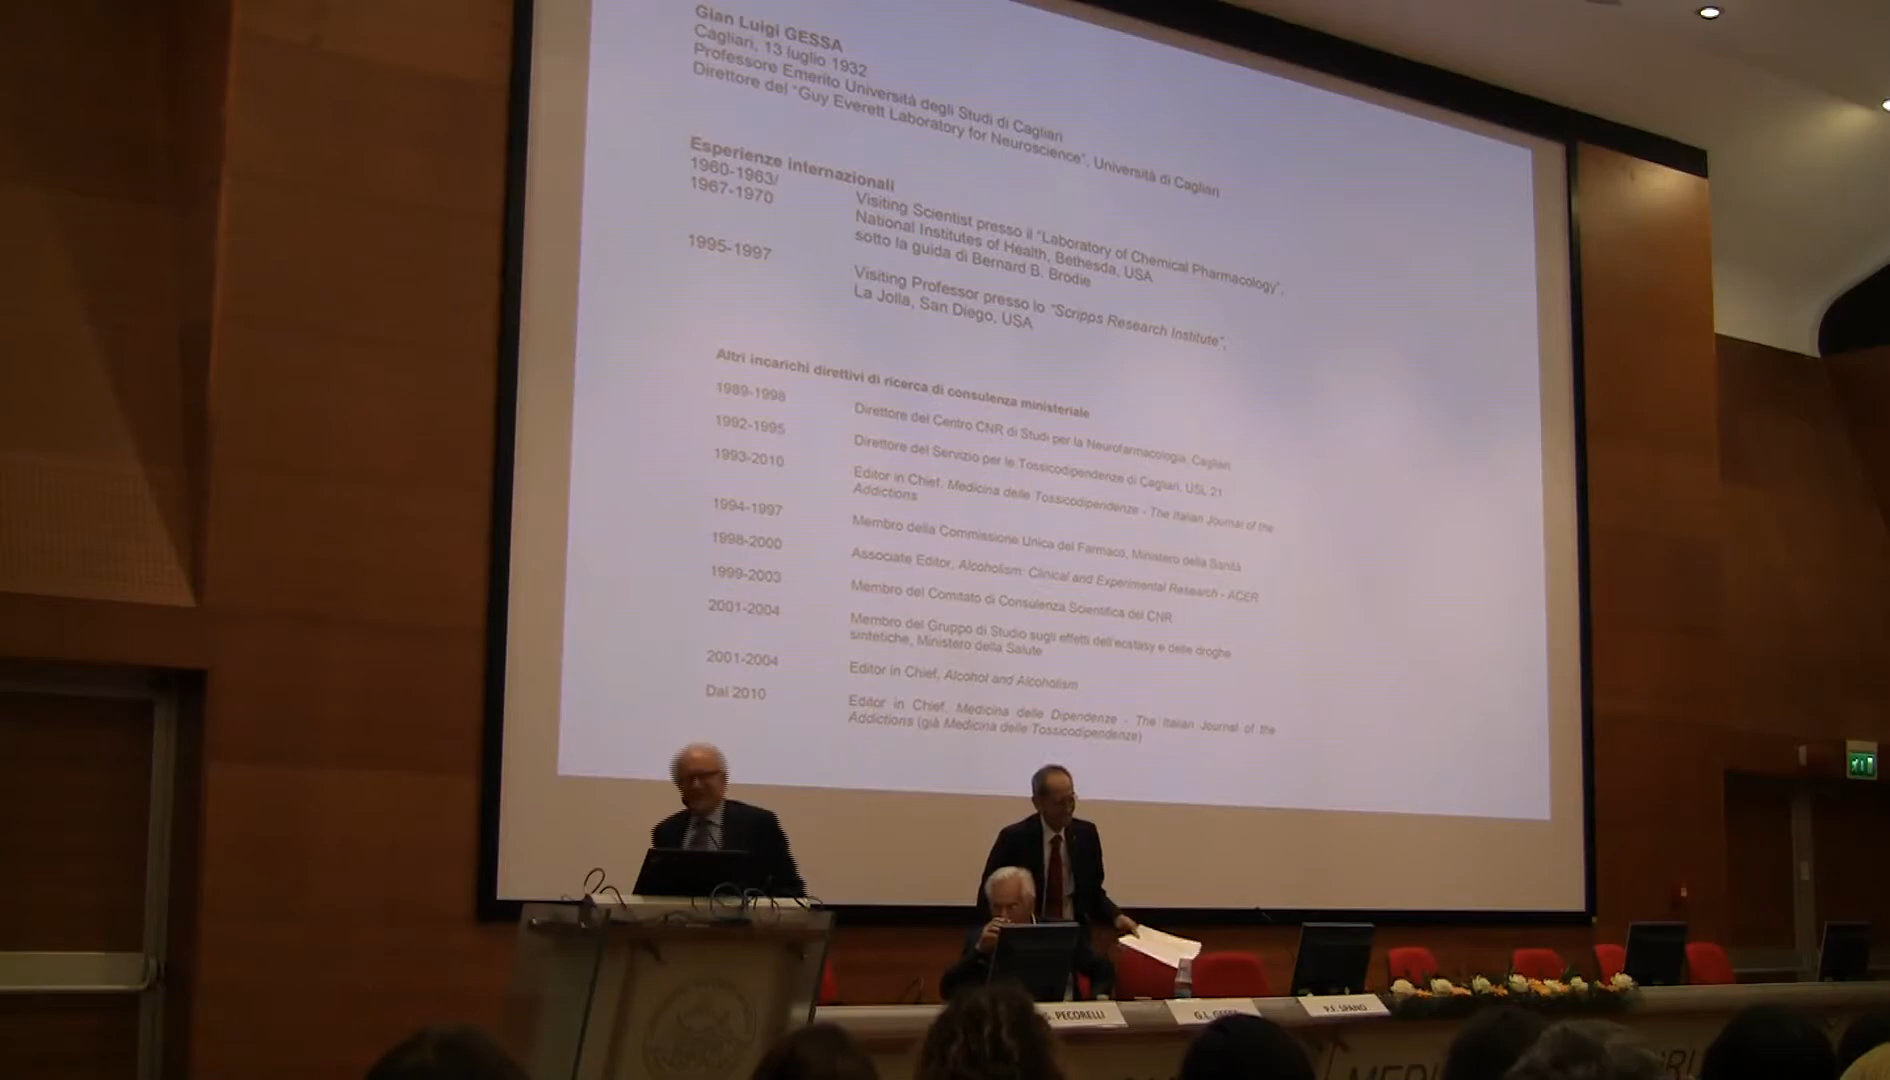 Gian Luigi GESSA
Cagliari, 13 luglio 1932
Professore Emerito Università degli Studi di Cagliari
Direttore del "Guy Everett Laboratory for Neuroscience", Università di Cagliari
Esperienze internazionali
1960-1963/
1967-1970
Visiting Scientist presso il "Laboratory of Chemical Pharmacology",
National Institutes of Health, Bethesda, USA
sotto la guida di Bernard B. Brodie
1995-1997
Visiting Professor presso lo "Scripps Research Institute",
La Jolla, San Diego, USA
Altri incarichi direttivi di ricerca di consulenza ministeriale
1989-1998
Direttore del Centro CNR di Studi per la Neurofarmacologia, Cagliari
1992-1995
Direttore del Servizio per le Tossicodipendenze di Cagliari, USL 21
1993-2010
Editor in Chief, Medicina delle Tossicodipendenze - The Italian Journal of the
Addictions
1994-1997
Membro della Commissione Unica del Farmaco, Ministero della Sanità
1998-2000
Associate Editor, Alcoholism: Clinical and Experimental Research - ACER
1999-2003
Membro del Comitato di Consulenza Scientifica del CNR
2001-2004
Membro del Gruppo di Studio sugli effetti dell'ecstasy e delle droghe
sintetiche, Ministero della Salute
2001-2004
Editor in Chief, Alcohol and Alcoholism
Dal 2010
Editor in Chief, Medicina delle Dipendenze - The Italian Journal of the
Addictions (già Medicina delle Tossicodipendenze)
S. PECORELLI
G.L. GESSA
P.F. SPANO